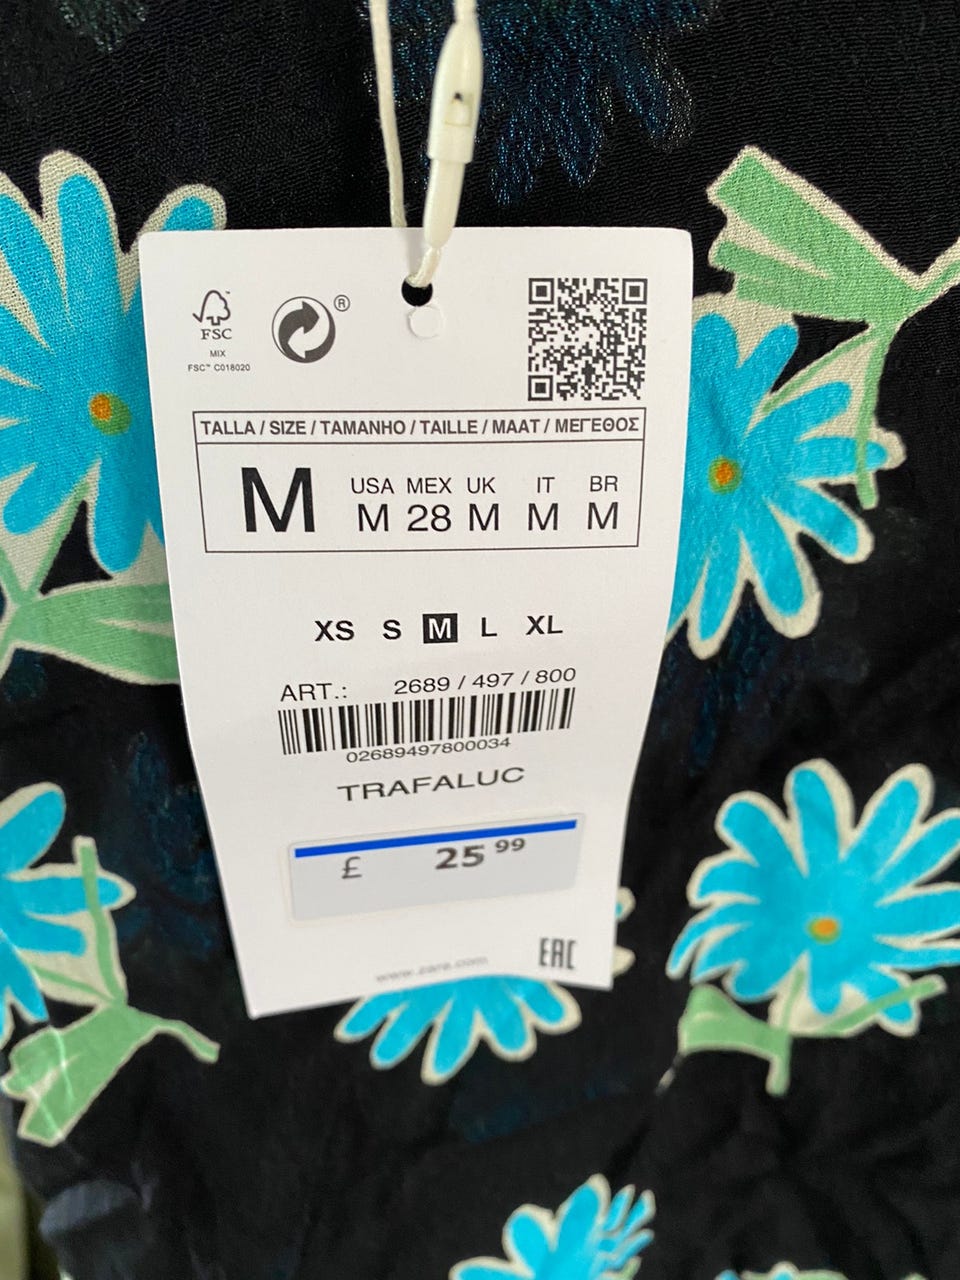 ®
FSC
MIX
FSC™ C018020
TALLA / SIZE / TAMANHO / TAILLE / MAAT / ΜΕΓΕΘΟΣ
M
USA MEX UK IT BR
M 28 M M M
XS S M L XL
ART.: 2689 / 497 / 800
02689497800034
TRAFALUC
£ 25 99
EAC
www.zara.com